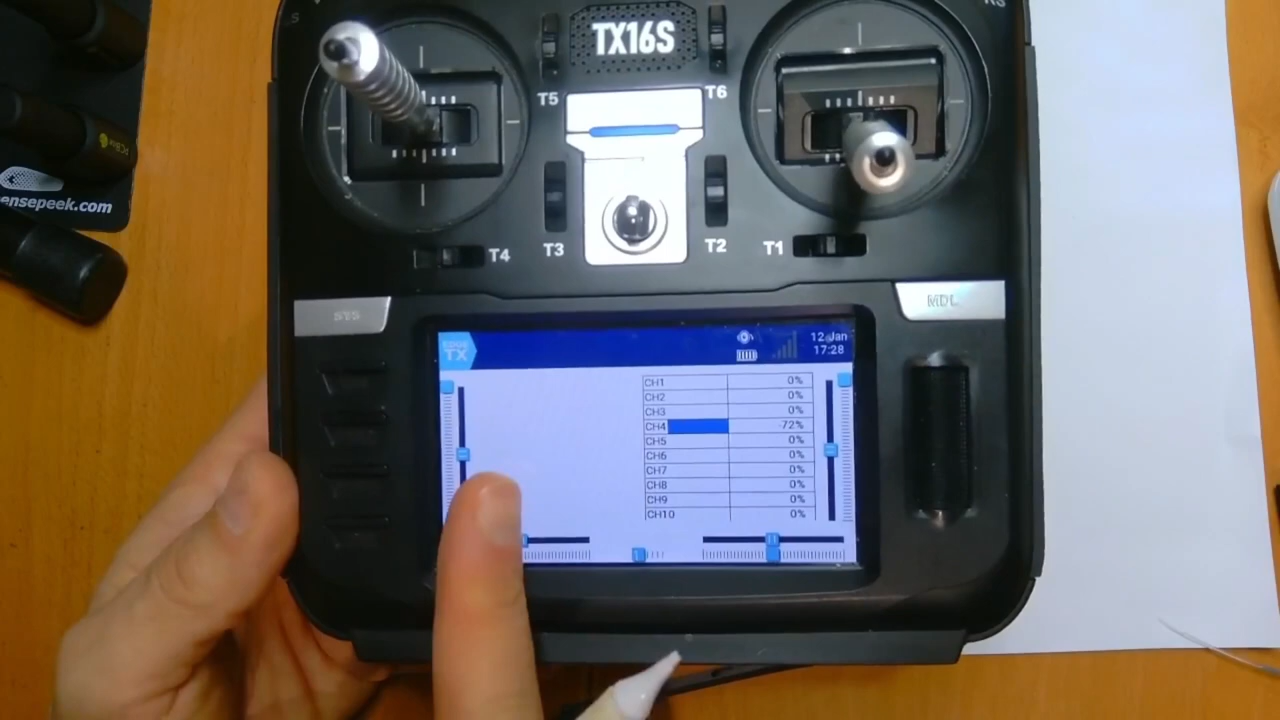 TX16S
T5
T6
T3
T2
T1
T4
SYS
MDL
TX
12 Jan
17:28
CH1 0%
CH2 0%
CH3 0%
CH4 -72%
CH5 0%
CH6 0%
CH7 0%
CH8 0%
CH9 0%
CH10 0%
ensepeek.com